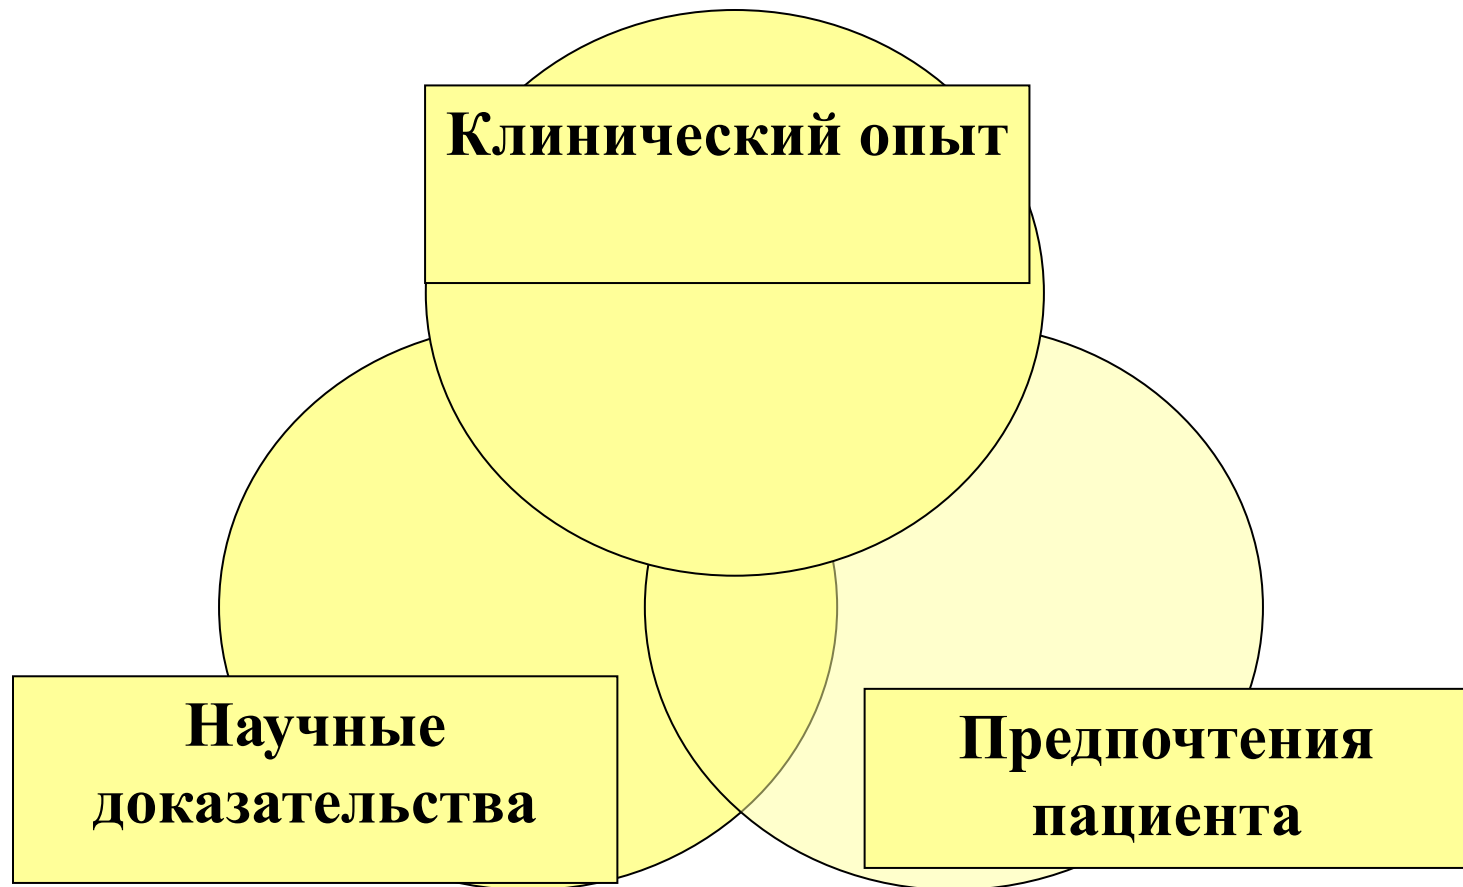 Клинический опыт
Научные
доказательства
Предпочтения
пациента